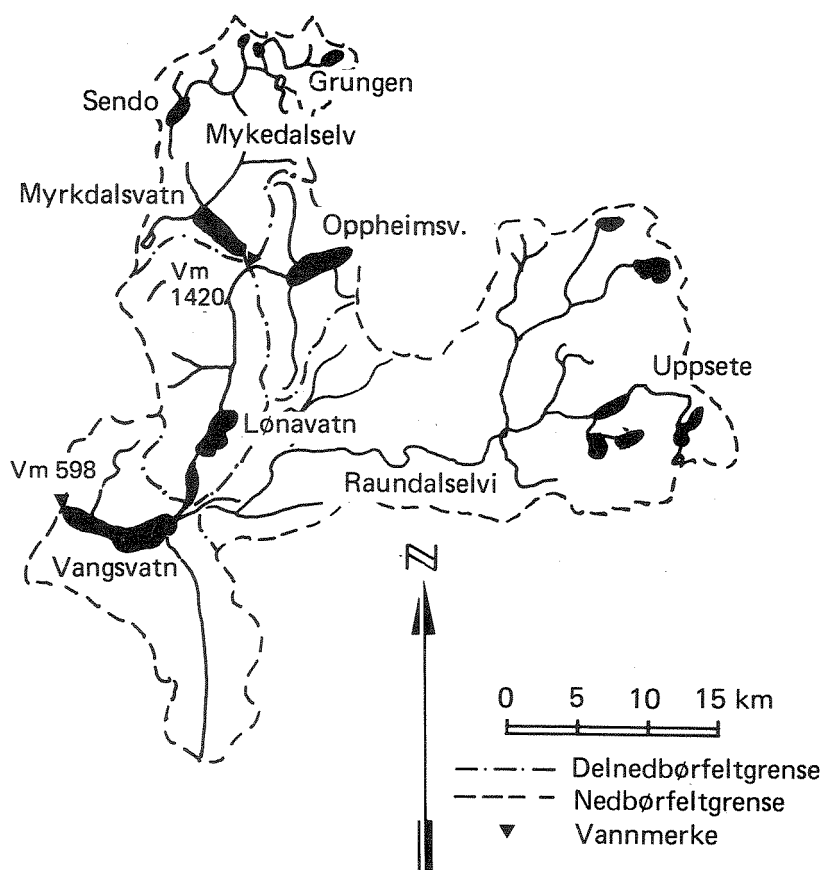 Grungen
Sendo
Mykedalselv
Myrkdalsvatn
Oppheimsv.
Vm
1420
Uppsete
Lønavatn
Vm 598
Raundalselvi
Vangsvatn
N
0 5 10 15 km
Delnedbørfeltgrense
Nedbørfeltgrense
Vannmerke